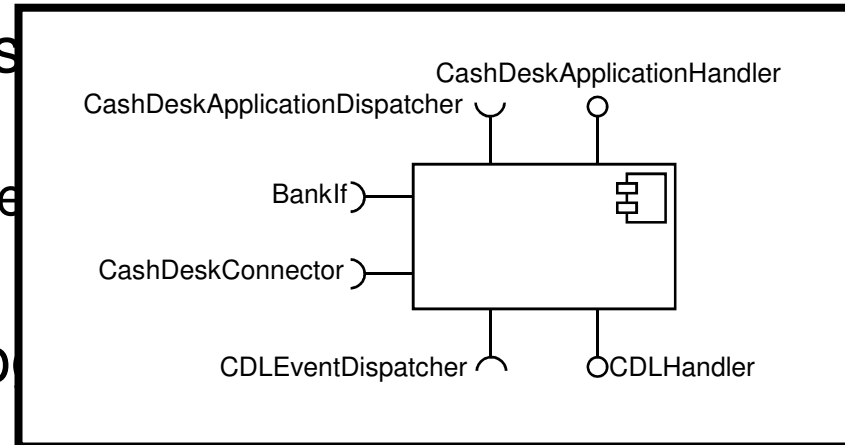 s
CashDeskApplicationHandler
CashDeskApplicationDispatcher
BankIf
e
CashDeskConnector
CDLEventDispatcher
CDLHandler